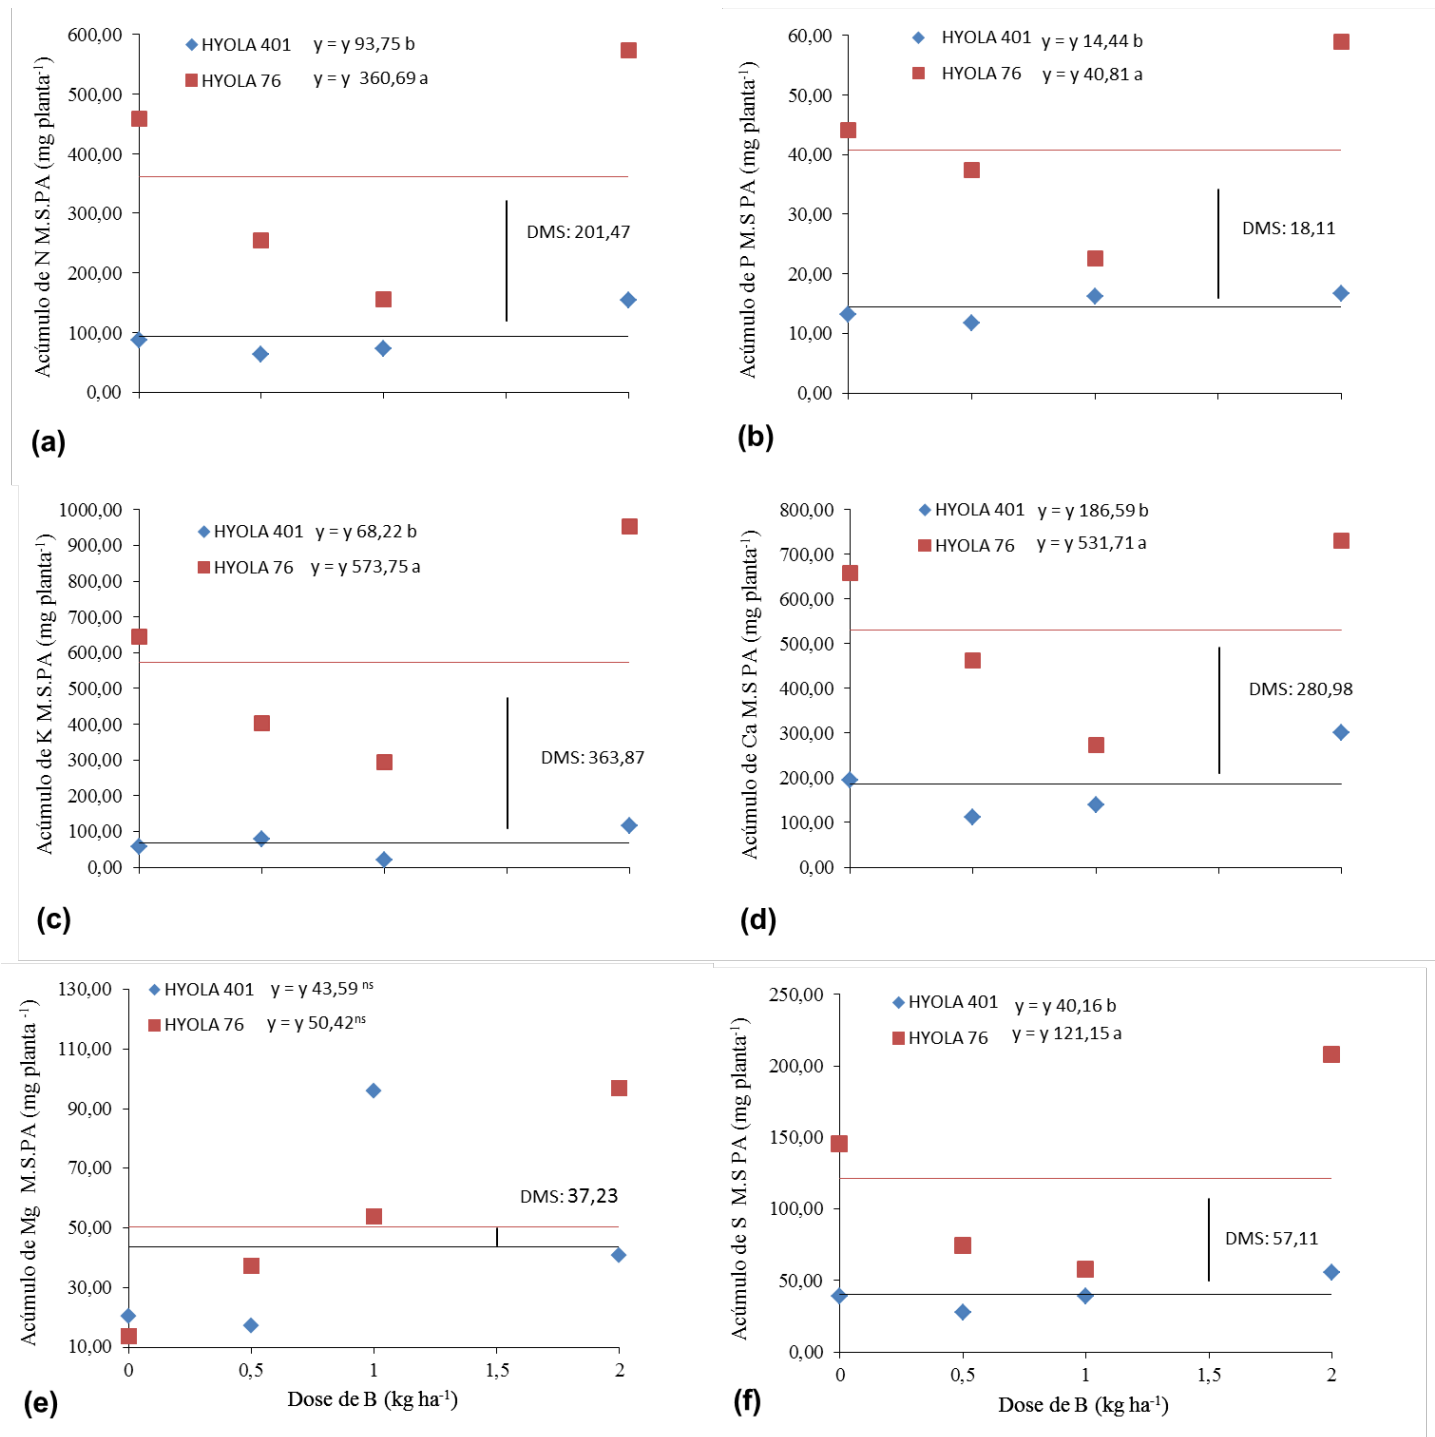 Acúmulo de N M.S.PA (mg planta-1)
600,00
500,00
400,00
300,00
200,00
100,00
0,00
HYOLA 401 y = y 93,75 b
HYOLA 76 y = y 360,69 a
DMS: 201,47
(a)
Acúmulo de P M.S PA (mg planta-1)
60,00
50,00
40,00
30,00
20,00
10,00
0,00
HYOLA 401 y = y 14,44 b
HYOLA 76 y = y 40,81 a
DMS: 18,11
(b)
Acúmulo de K M.S.PA (mg planta-1)
1000,00
900,00
800,00
700,00
600,00
500,00
400,00
300,00
200,00
100,00
0,00
HYOLA 401 y = y 68,22 b
HYOLA 76 y = y 573,75 a
DMS: 363,87
(c)
Acúmulo de Ca M.S PA (mg planta-1)
800,00
700,00
600,00
500,00
400,00
300,00
200,00
100,00
0,00
HYOLA 401 y = y 186,59 b
HYOLA 76 y = y 531,71 a
DMS: 280,98
(d)
Acúmulo de Mg M.S.PA (mg planta -1)
130,00
110,00
90,00
70,00
50,00
30,00
10,00
HYOLA 401 y = y 43,59 ns
HYOLA 76 y = y 50,42ns
DMS: 37,23
0 0,5 1 1,5 2
Dose de B (kg ha-1)
(e)
Acúmulo de S M.S PA (mg planta-1)
250,00
200,00
150,00
100,00
50,00
0,00
HYOLA 401 y = y 40,16 b
HYOLA 76 y = y 121,15 a
DMS: 57,11
0 0,5 1 1,5 2
Dose de B (kg ha-1)
(f)